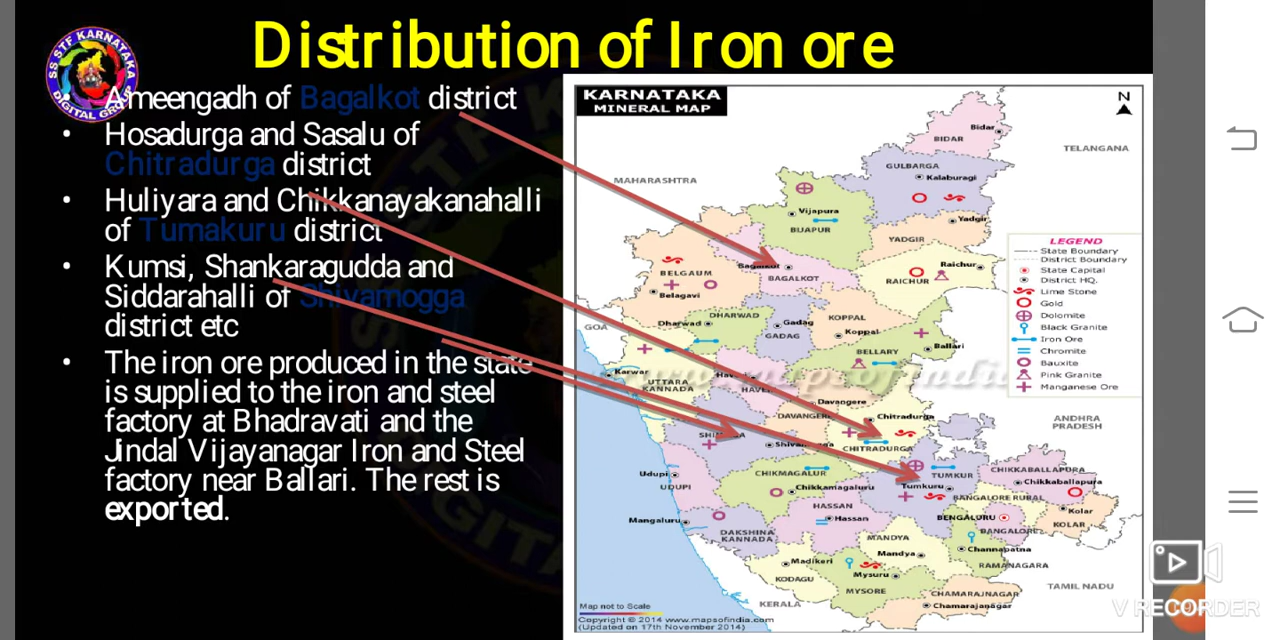 Distribution of Iron ore
SS STF KARNATAKA
DIGITAL GROUP
• Ameengadh of Bagalkot district
• Hosadurga and Sasalu of
Chitradurga district
• Huliyara and Chikkanayakanahalli
of Tumakuru district
• Kumsi, Shankaragudda and
Siddarahalli of Shivamogga
district etc
• The iron ore produced in the state
is supplied to the iron and steel
factory at Bhadravati and the
Jindal Vijayanagar Iron and Steel
factory near Ballari. The rest is
exported.
KARNATAKA
MINERAL MAP
N
Bidar
BIDAR
TELANGANA
GULBARGA
Kalaburagi
MAHARASHTRA
Vijapura
BIJAPUR
Yadgir
YADGIR
LEGEND
State Boundary
District Boundary
State Capital
District HQ.
Lime Stone
Gold
Dolomite
Black Granite
Iron Ore
Chromite
Bauxite
Pink Granite
Manganese Ore
Bagalkot
BAGALKOT
Raichur
RAICHUR
BELGAUM
Belagavi
DHARWAD
Dharwad
Gadag
GADAG
KOPPAL
Koppal
GOA
Ballari
BELLARY
Karwar
UTTARA
KANNADA
Davangere
DAVANGERE
Chitradurga
CHITRADURGA
ANDHRA
PRADESH
CHIKMAGALUR
Chikkamagaluru
TUMKUR
Tumkuru
CHIKKABALLAPURA
Chikkaballapura
Udupi
UDUPI
BANGALORE RURAL
Kolar
KOLAR
HASSAN
Hassan
BENGALURU
BANGALORE
Mangaluru
DAKSHINA
KANNADA
MANDYA
Mandya
Channapatna
RAMANAGARA
Madikeri
KODAGU
Mysuru
MYSORE
CHAMARAJNAGAR
Chamarajanagar
KERALA
TAMIL NADU
Map not to Scale
Copyright © 2014 www.mapsofindia.com
(Updated on 17th November 2014)
V RECORDER